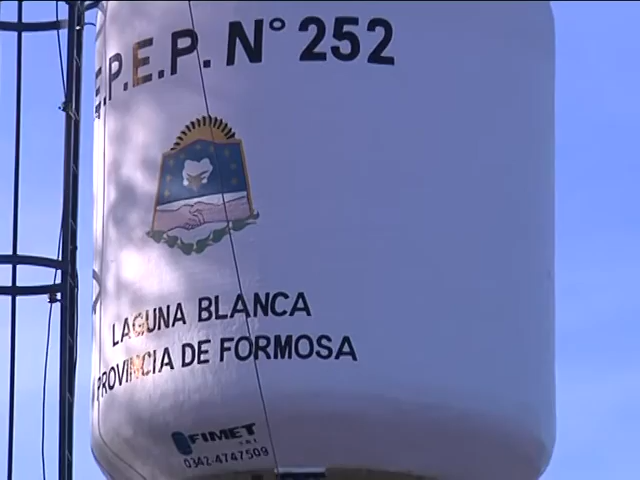 E.P.E.P. N° 252
LAGUNA BLANCA
PROVINCIA DE FORMOSA
FIMET
S.R.L
0342-4747509